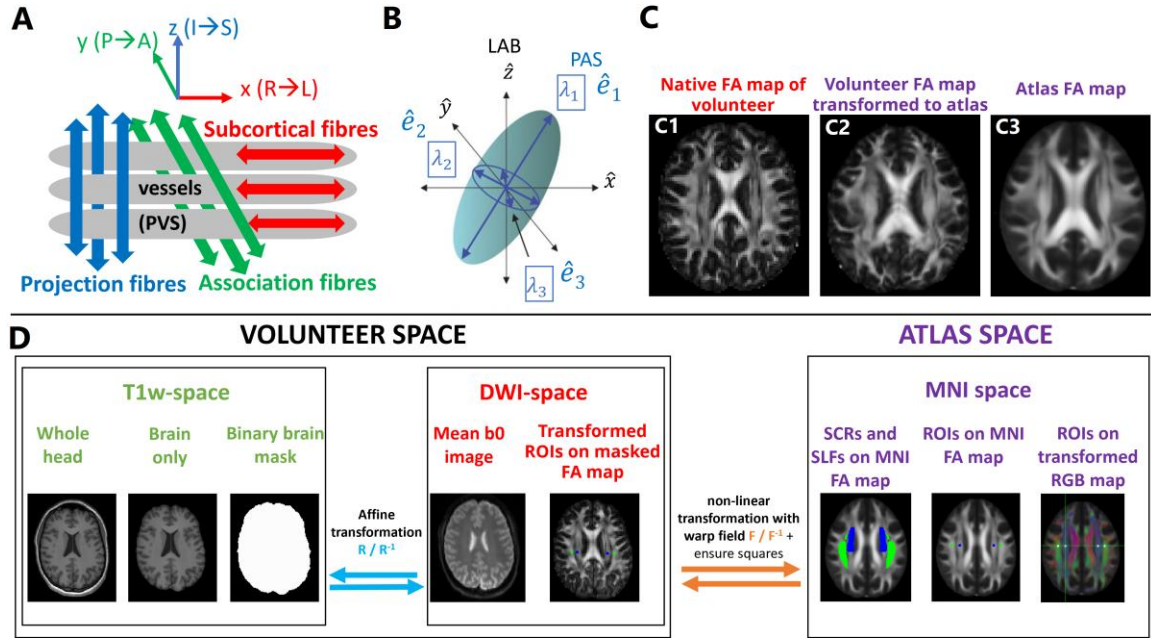 A
z (I→S)
y (P→A)
x (R→L)
Subcortical fibres
vessels
(PVS)
Projection fibres
Association fibres
B
LAB
PAS
ẑ
λ₁
ê₁
ŷ
ê₂
λ₂
x̂
λ₃
ê₃
C
Native FA map of
volunteer
Volunteer FA map
transformed to atlas
Atlas FA map
C1
C2
C3
D
VOLUNTEER SPACE
ATLAS SPACE
T1w-space
Whole
head
Brain
only
Binary brain
mask
Affine
transformation
R / R⁻¹
DWI-space
Mean b0
image
Transformed
ROIs on masked
FA map
non-linear
transformation with
warp field F / F⁻¹ +
ensure squares
MNI space
SCRs and
SLFs on MNI
FA map
ROIs on MNI
FA map
ROIs on
transformed
RGB map